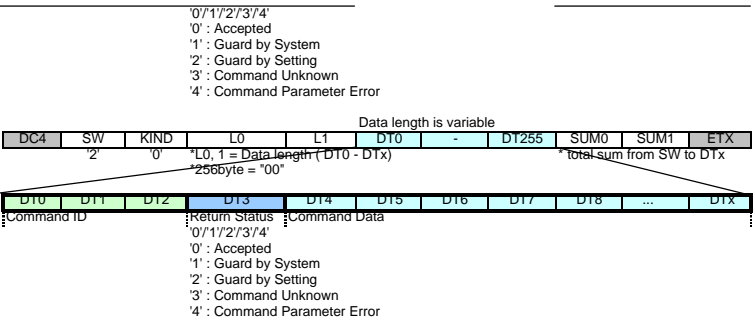 '0'/'1'/'2'/'3'/'4'
'0' : Accepted
'1' : Guard by System
'2' : Guard by Setting
'3' : Command Unknown
'4' : Command Parameter Error
Data length is variable
DC4 SW KIND L0 L1 DT0 - DT255 SUM0 SUM1 ETX
'2' '0' *L0, 1 = Data length ( DT0 - DTx) * total sum from SW to DTx
*256byte = "00"
DT0 DT1 DT2 DT3 DT4 DT5 DT6 DT7 DT8 ... DTx
Command ID Return Status Command Data
'0'/'1'/'2'/'3'/'4'
'0' : Accepted
'1' : Guard by System
'2' : Guard by Setting
'3' : Command Unknown
'4' : Command Parameter Error